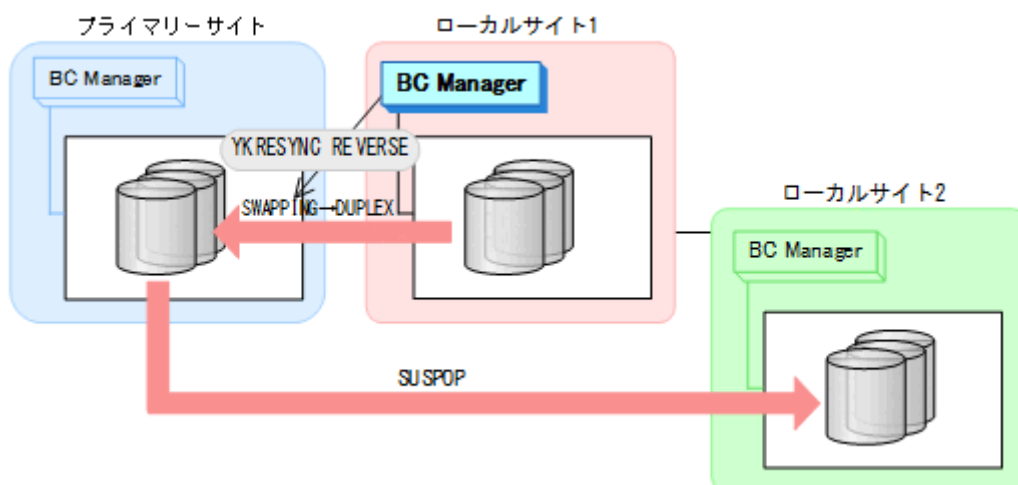 プライマリーサイト
ローカルサイト1
BC Manager
BC Manager
YKRESYNC REVERSE
SWAPPING→DUPLEX
ローカルサイト2
BC Manager
SUSPOP